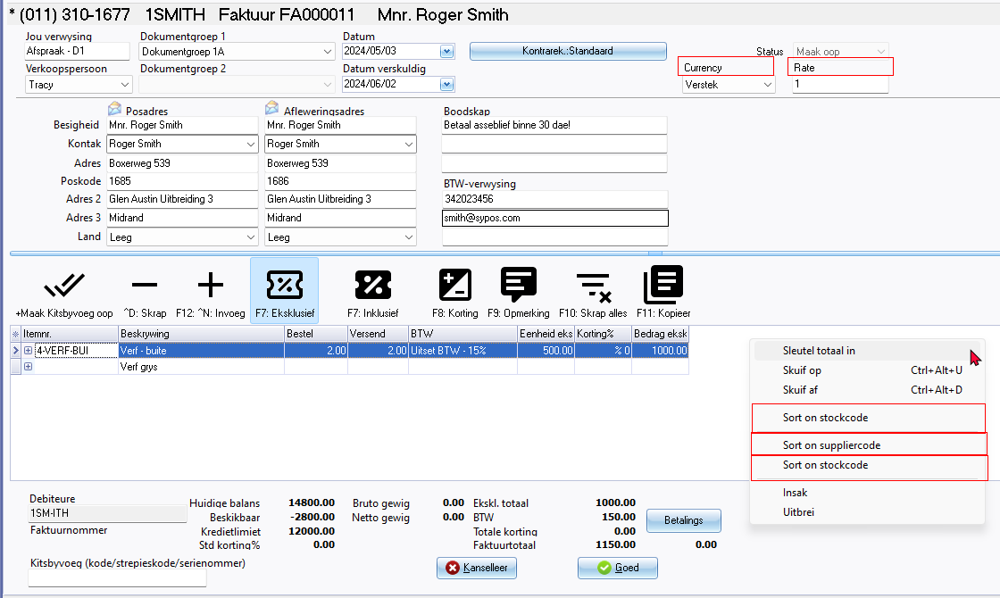 * (011) 310-1677 1SMITH Faktuur FA000011 Mnr. Roger Smith
Jou verwysing Dokumentgroep 1 Datum
Afspraak - D1 Dokumentgroep 1A 2024/05/03 Kontrarek.:Standaard Status Maak oop
Verkoopspersoon Dokumentgroep 2 Datum verskuldig Currency Rate
Tracy 2024/06/02 Verstek 1
Posadres Afleweringsadres Boodskap
Besigheid Mnr. Roger Smith Mnr. Roger Smith Betaal asseblief binne 30 dae!
Kontak Roger Smith Roger Smith
Adres Boxerweg 539 Boxerweg 539
Poskode 1685 1686 BTW-verwysing
Adres 2 Glen Austin Uitbreiding 3 Glen Austin Uitbreiding 3 342023456
Adres 3 Midrand Midrand smith@sypos.com
Land Leeg Leeg
+Maak Kitsbyvoeg oop ^D: Skrap F12: ^N: Invoeg F7: Eksklusief F7: Inklusief F8: Korting F9: Opmerking F10: Skrap alles F11: Kopieer
Itemnr. Beskrywing Bestel Versend BTW Eenheid eks Korting% Bedrag eksk
4-VERF-BUI Verf - buite 2.00 2.00 Uitset BTW - 15% 500.00 % 0 1000.00
Verf grys
Sleutel totaal in
Skuif op Ctrl+Alt+U
Skuif af Ctrl+Alt+D
Sort on stockcode
Sort on suppliercode
Sort on stockcode
Insak
Uitbrei
Debiteure
1SM-ITH
Faktuurnommer
Huidige balans 14800.00 Bruto gewig 0.00 Ekskl. totaal 1000.00
Beskikbaar -2800.00 Netto gewig 0.00 BTW 150.00 Betalings
Kredietlimiet 12000.00 Totale korting 0.00
Std korting% 0.00 Faktuurtotaal 1150.00 0.00
Kitsbyvoeg (kode/strepieskode/serienommer)
Kanselleer Goed